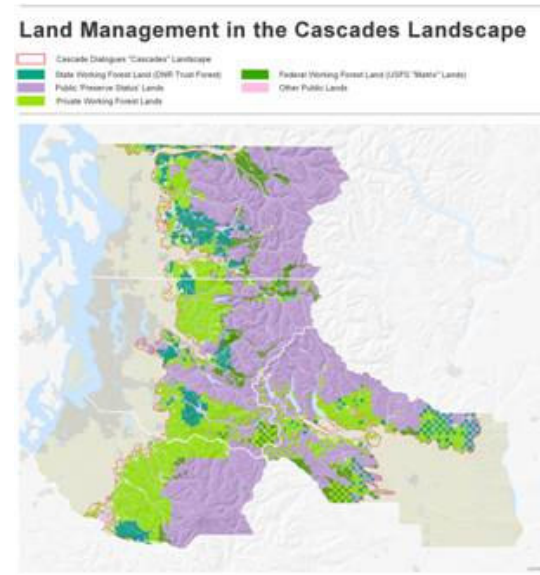 Land Management in the Cascades Landscape
Cascade Dialogues "Cascades" Landscape
State Working Forest Land (DNR Trust Forest)
Federal Working Forest Land (USFS "Matrix" Lands)
Public 'Preserve Status' Lands
Other Public Lands
Private Working Forest Lands